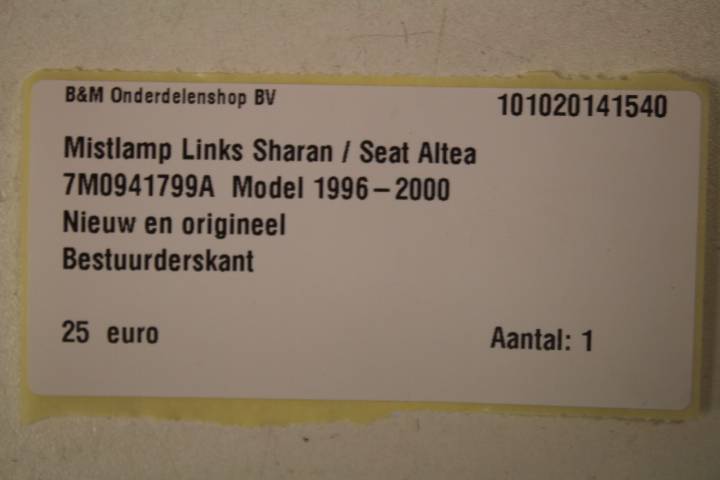 B&M Onderdelenshop BV 101020141540
Mistlamp Links Sharan / Seat Altea
7M0941799A Model 1996-2000
Nieuw en origineel
Bestuurderskant
25 euro Aantal: 1